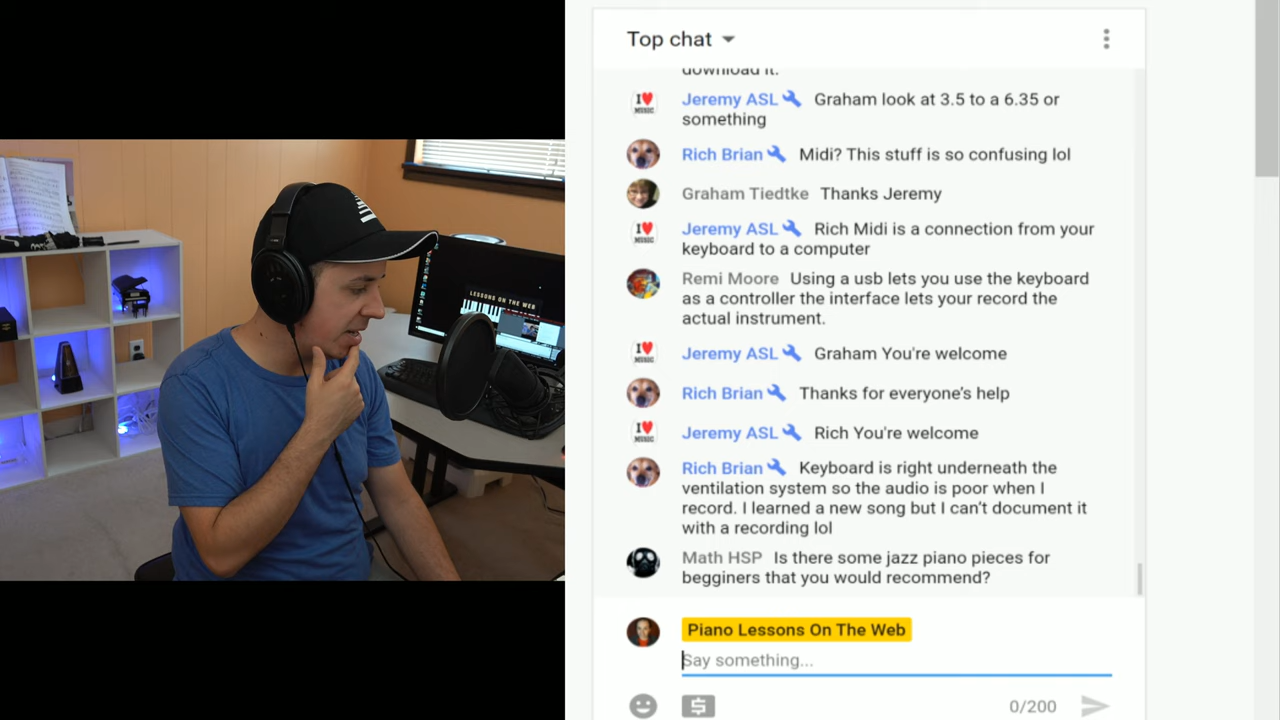 Top chat
download it.
Jeremy ASL Graham look at 3.5 to a 6.35 or
something
Rich Brian Midi? This stuff is so confusing lol
Graham Tiedtke Thanks Jeremy
Jeremy ASL Rich Midi is a connection from your
keyboard to a computer
Remi Moore Using a usb lets you use the keyboard
as a controller the interface lets your record the
actual instrument.
Jeremy ASL Graham You're welcome
Rich Brian Thanks for everyone's help
Jeremy ASL Rich You're welcome
Rich Brian Keyboard is right underneath the
ventilation system so the audio is poor when I
record. I learned a new song but I can't document it
with a recording lol
Math HSP Is there some jazz piano pieces for
begginers that you would recommend?
Piano Lessons On The Web
Say something...
0/200
LESSONS ON THE WEB
I
MUSIC
I
MUSIC
I
MUSIC
I
MUSIC